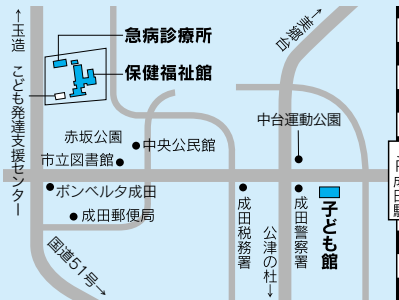 ←玉造
急病診療所
←美郷台
保健福祉館
こども発達支援センター
中台運動公園
赤坂公園
中央公民館
市立図書館
ボンベルタ成田
成田郵便局
成田税務署
成田警察署
子ども館
公津の杜→
国道51号→